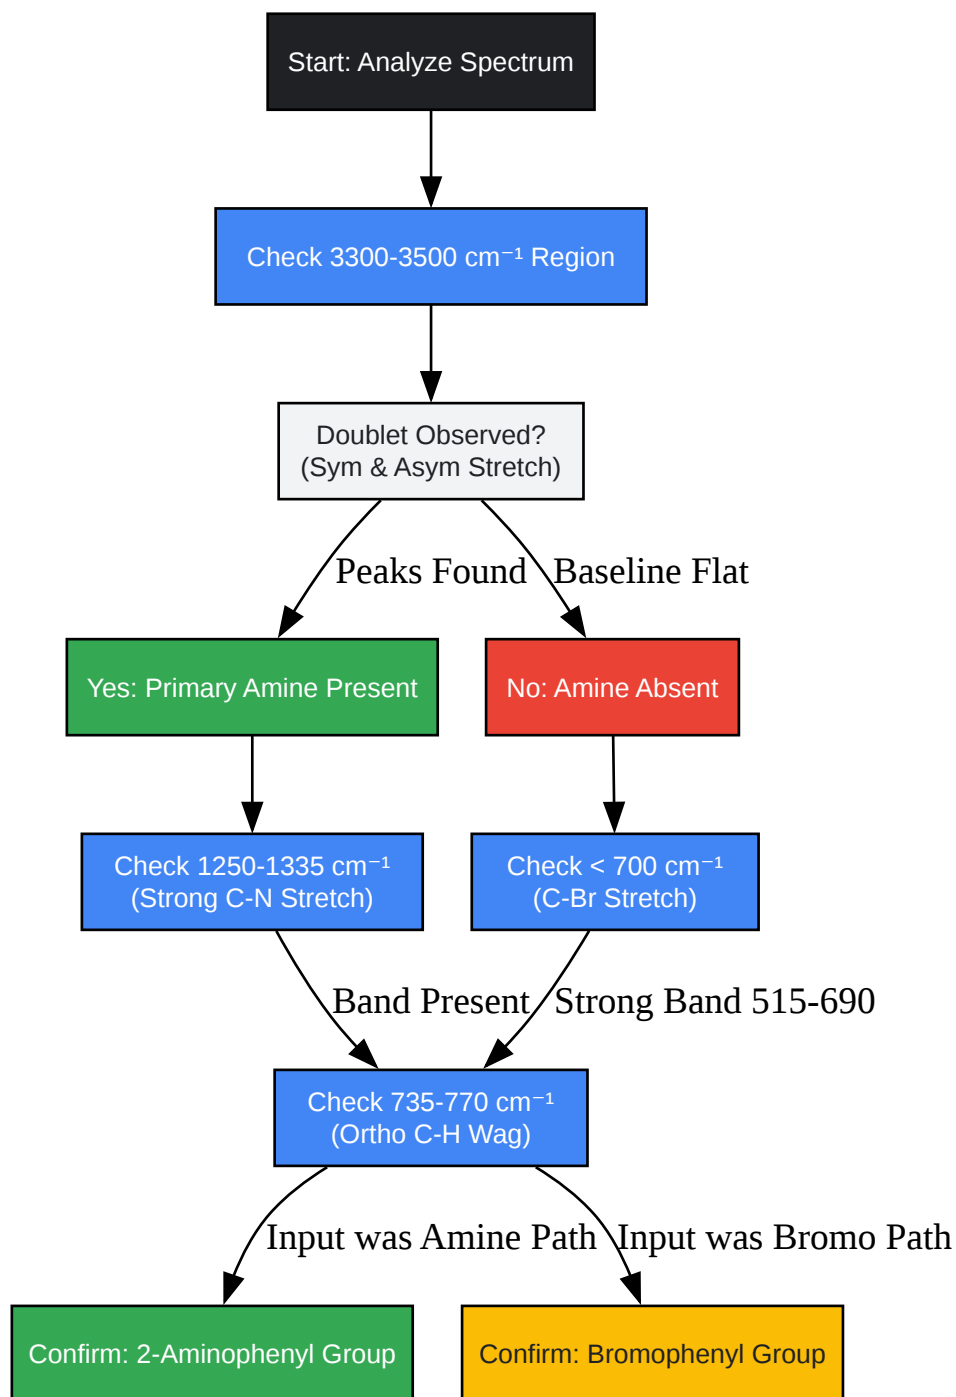 Start: Analyze Spectrum
Check 3300-3500 cm⁻¹ Region
Doublet Observed?
(Sym & Asym Stretch)
Peaks Found
Baseline Flat
Yes: Primary Amine Present
No: Amine Absent
Check 1250-1335 cm⁻¹
(Strong C-N Stretch)
Check < 700 cm⁻¹
(C-Br Stretch)
Band Present
Strong Band 515-690
Check 735-770 cm⁻¹
(Ortho C-H Wag)
Input was Amine Path
Input was Bromo Path
Confirm: 2-Aminophenyl Group
Confirm: Bromophenyl Group